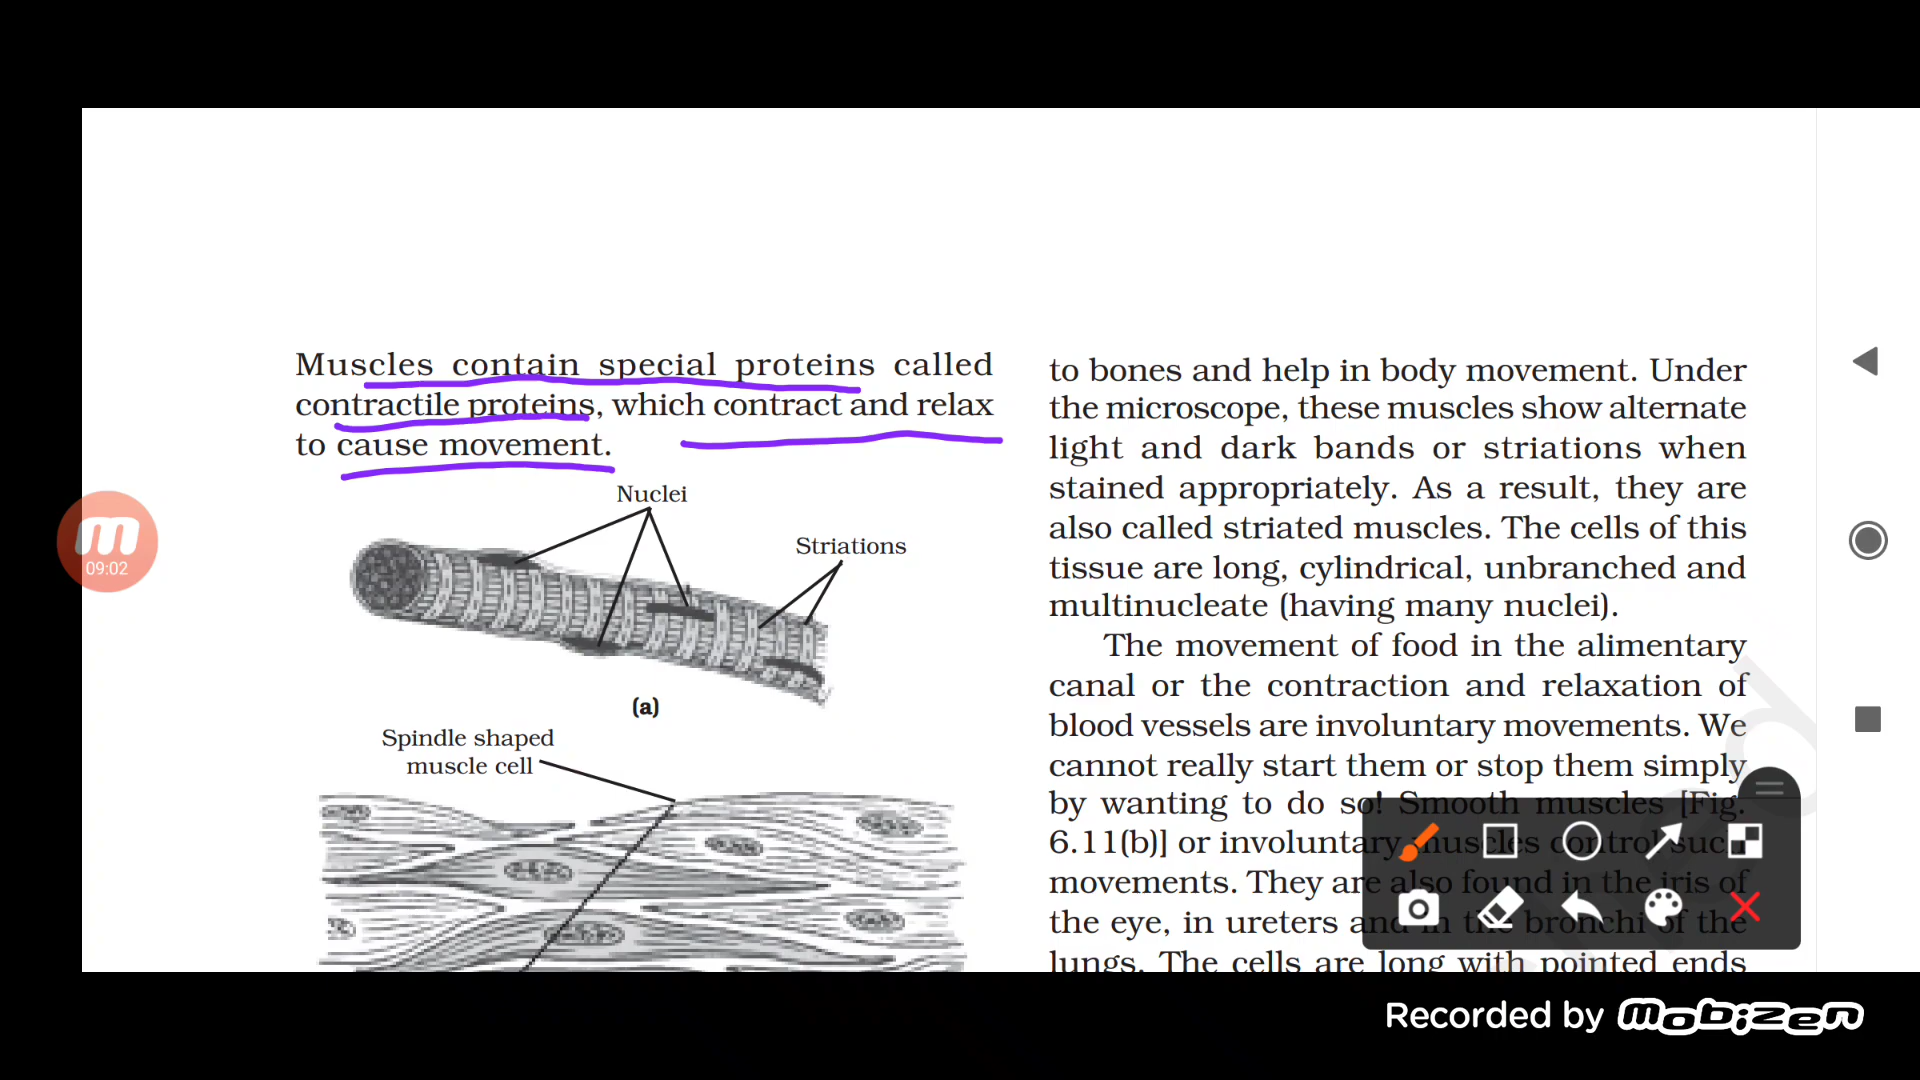 Muscles contain special proteins called
contractile proteins, which contract and relax
to cause movement.
Nuclei
Striations
(a)
Spindle shaped
muscle cell
to bones and help in body movement. Under
the microscope, these muscles show alternate
light and dark bands or striations when
stained appropriately. As a result, they are
also called striated muscles. The cells of this
tissue are long, cylindrical, unbranched and
multinucleate (having many nuclei).
The movement of food in the alimentary
canal or the contraction and relaxation of
blood vessels are involuntary movements. We
cannot really start them or stop them simply
by wanting to do so! Smooth muscles [Fig.
6.11(b)] or involuntary muscles control such
movements. They are also found in the iris of
the eye, in ureters and in the bronchi of the
lungs. The cells are long with pointed ends
09:02
Recorded by mobizen